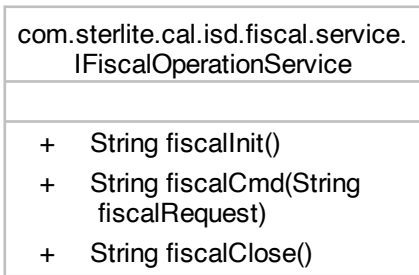 com.sterlite.cal.isd.fiscal.service.
IFiscalOperationService
+ String fiscalInit()
+ String fiscalCmd(String
fiscalRequest)
+ String fiscalClose()